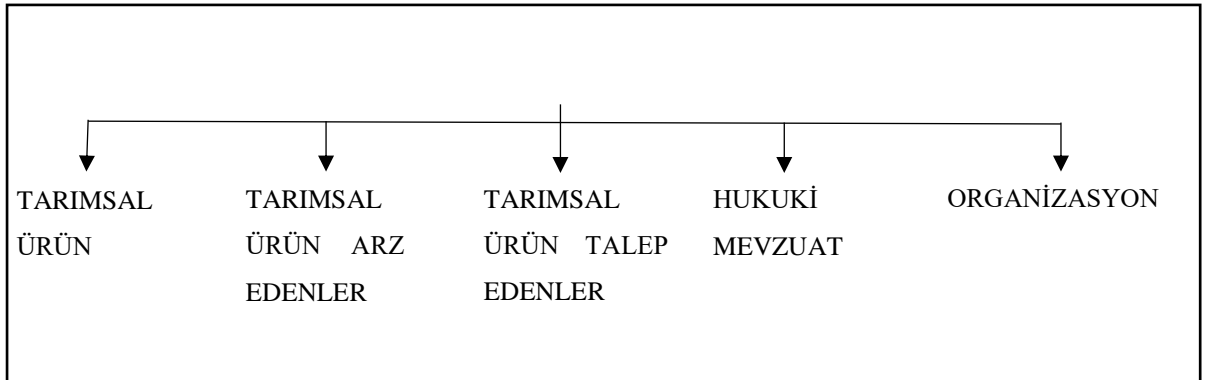 TARIMSAL
ÜRÜN
TARIMSAL
ÜRÜN ARZ
EDENLER
TARIMSAL
ÜRÜN TALEP
EDENLER
HUKUKİ
MEVZUAT
ORGANİZASYON